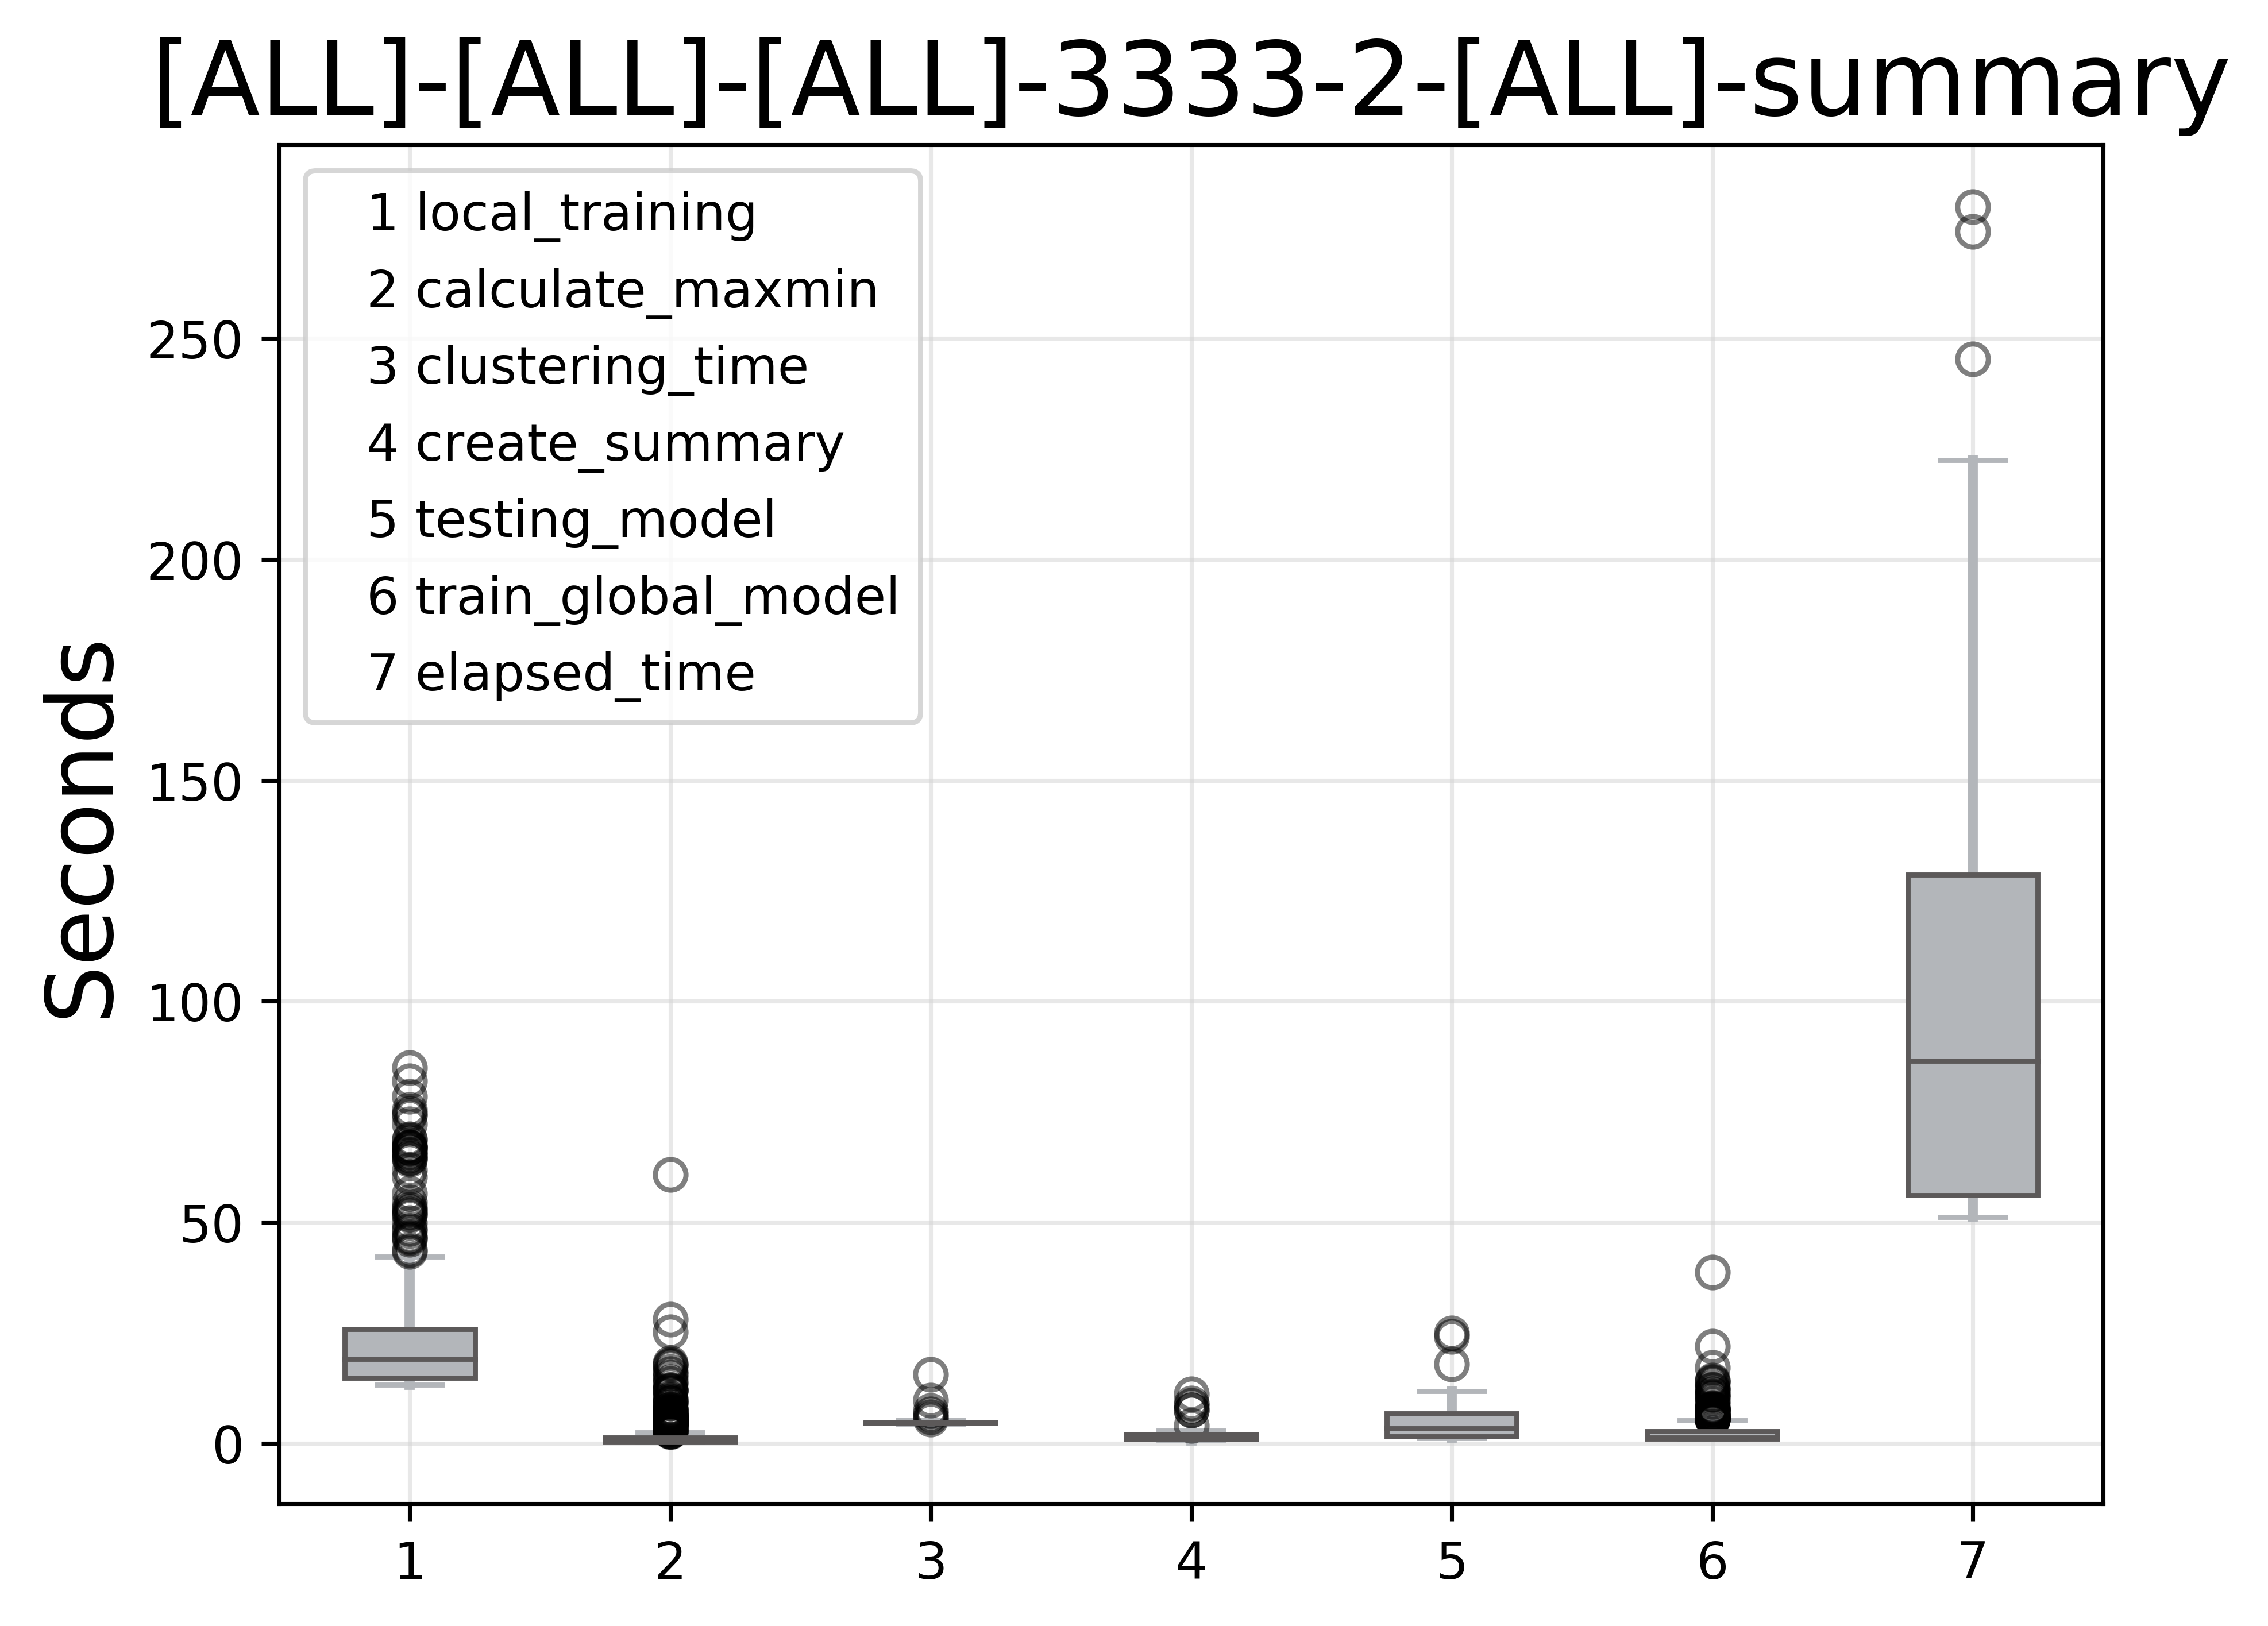 [ALL]-[ALL]-[ALL]-3333-2-[ALL]-summary
1 local_training
2 calculate_maxmin
3 clustering_time
4 create_summary
5 testing_model
6 train_global_model
7 elapsed_time
Seconds
250
200
150
100
50
0
1 2 3 4 5 6 7